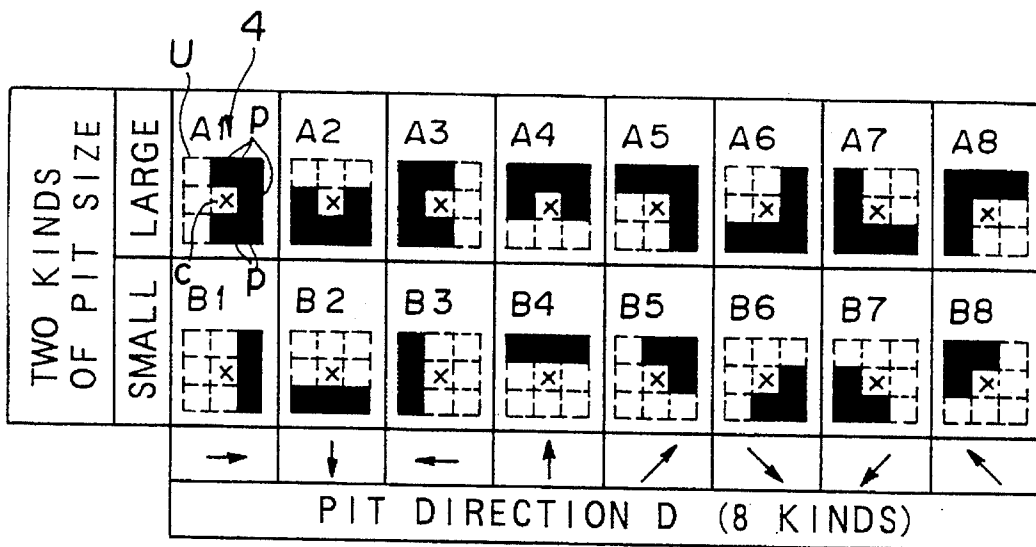 U 4
TWO KINDS
OF PIT SIZE
LARGE
A1 p A2 A3 A4 A5 A6 A7 A8
× × × × × × × ×
c p
SMALL
B1 B2 B3 B4 B5 B6 B7 B8
× × × × × × × ×
→ ↓ ← ↑ ↗ ↘ ↙ ↖
PIT DIRECTION D (8 KINDS)